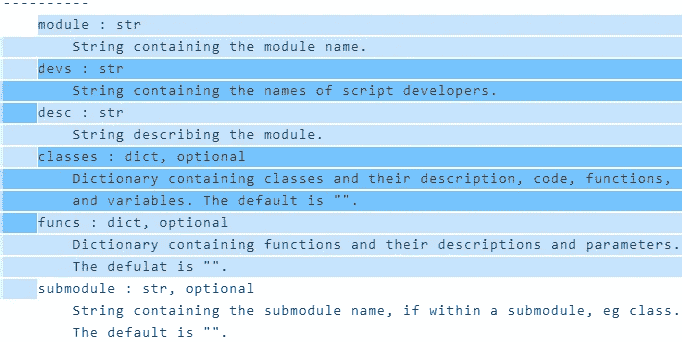 ----------
module : str
String containing the module name.
devs : str
String containing the names of script developers.
desc : str
String describing the module.
classes : dict, optional
Dictionary containing classes and their description, code, functions,
and variables. The default is "".
funcs : dict, optional
Dictionary containing functions and their descriptions and parameters.
The defulat is "".
submodule : str, optional
String containing the submodule name, if within a submodule, eg class.
The default is "".